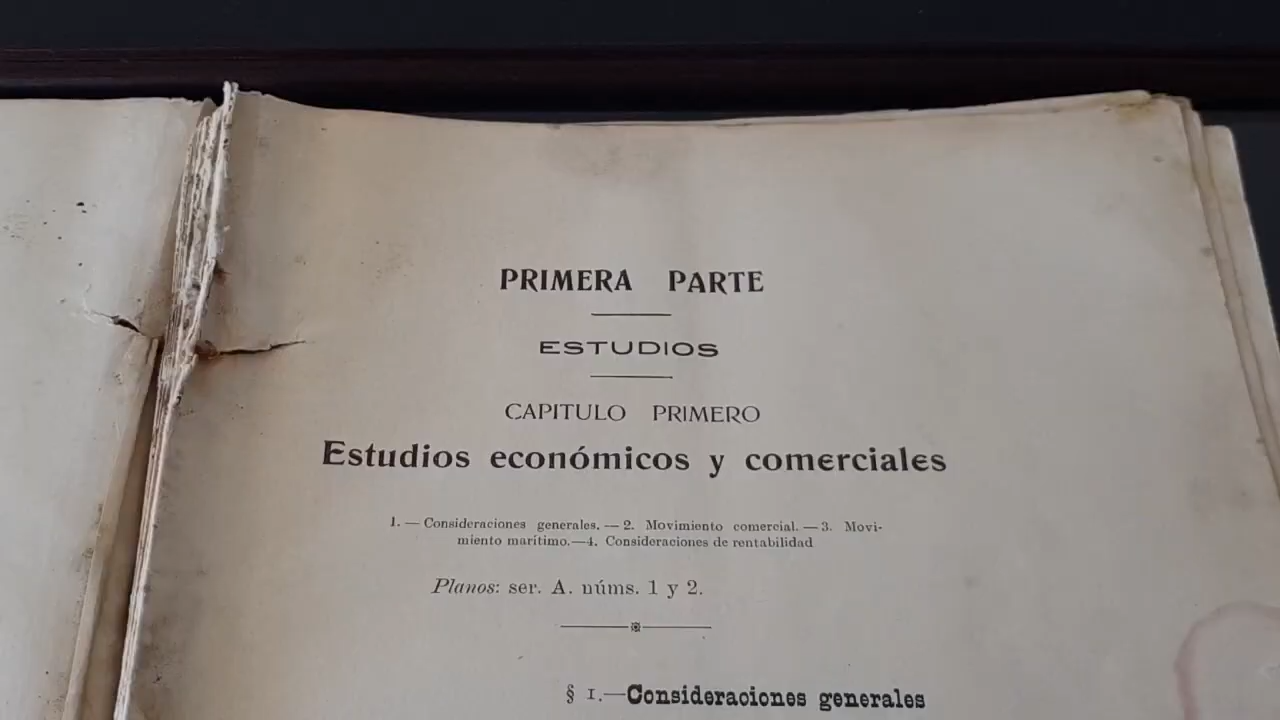 PRIMERA PARTE
ESTUDIOS
CAPITULO PRIMERO
Estudios económicos y comerciales
1. — Consideraciones generales. — 2. Movimiento comercial. — 3. Movi-
miento marítimo.—4. Consideraciones de rentabilidad
Planos: ser. A. núms. 1 y 2.
§ 1.—Consideraciones generales